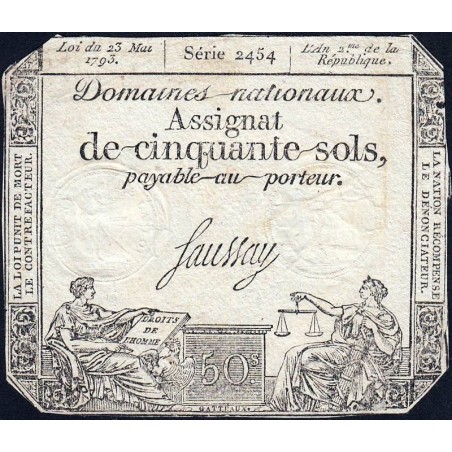 Loi du 23 Mai
1793.
Série 2454
L'An 2.me de la
République.
Domaines nationaux.
Assignat
de cinquante sols,
payable au porteur.
Saussay
LA LOI PUNIT DE MORT
LE CONTREFACTEUR.
LA NATION RÉCOMPENSE
LE DÉNONCIATEUR.
DROITS
DE
L'HOMME
50s
GATTEAUX